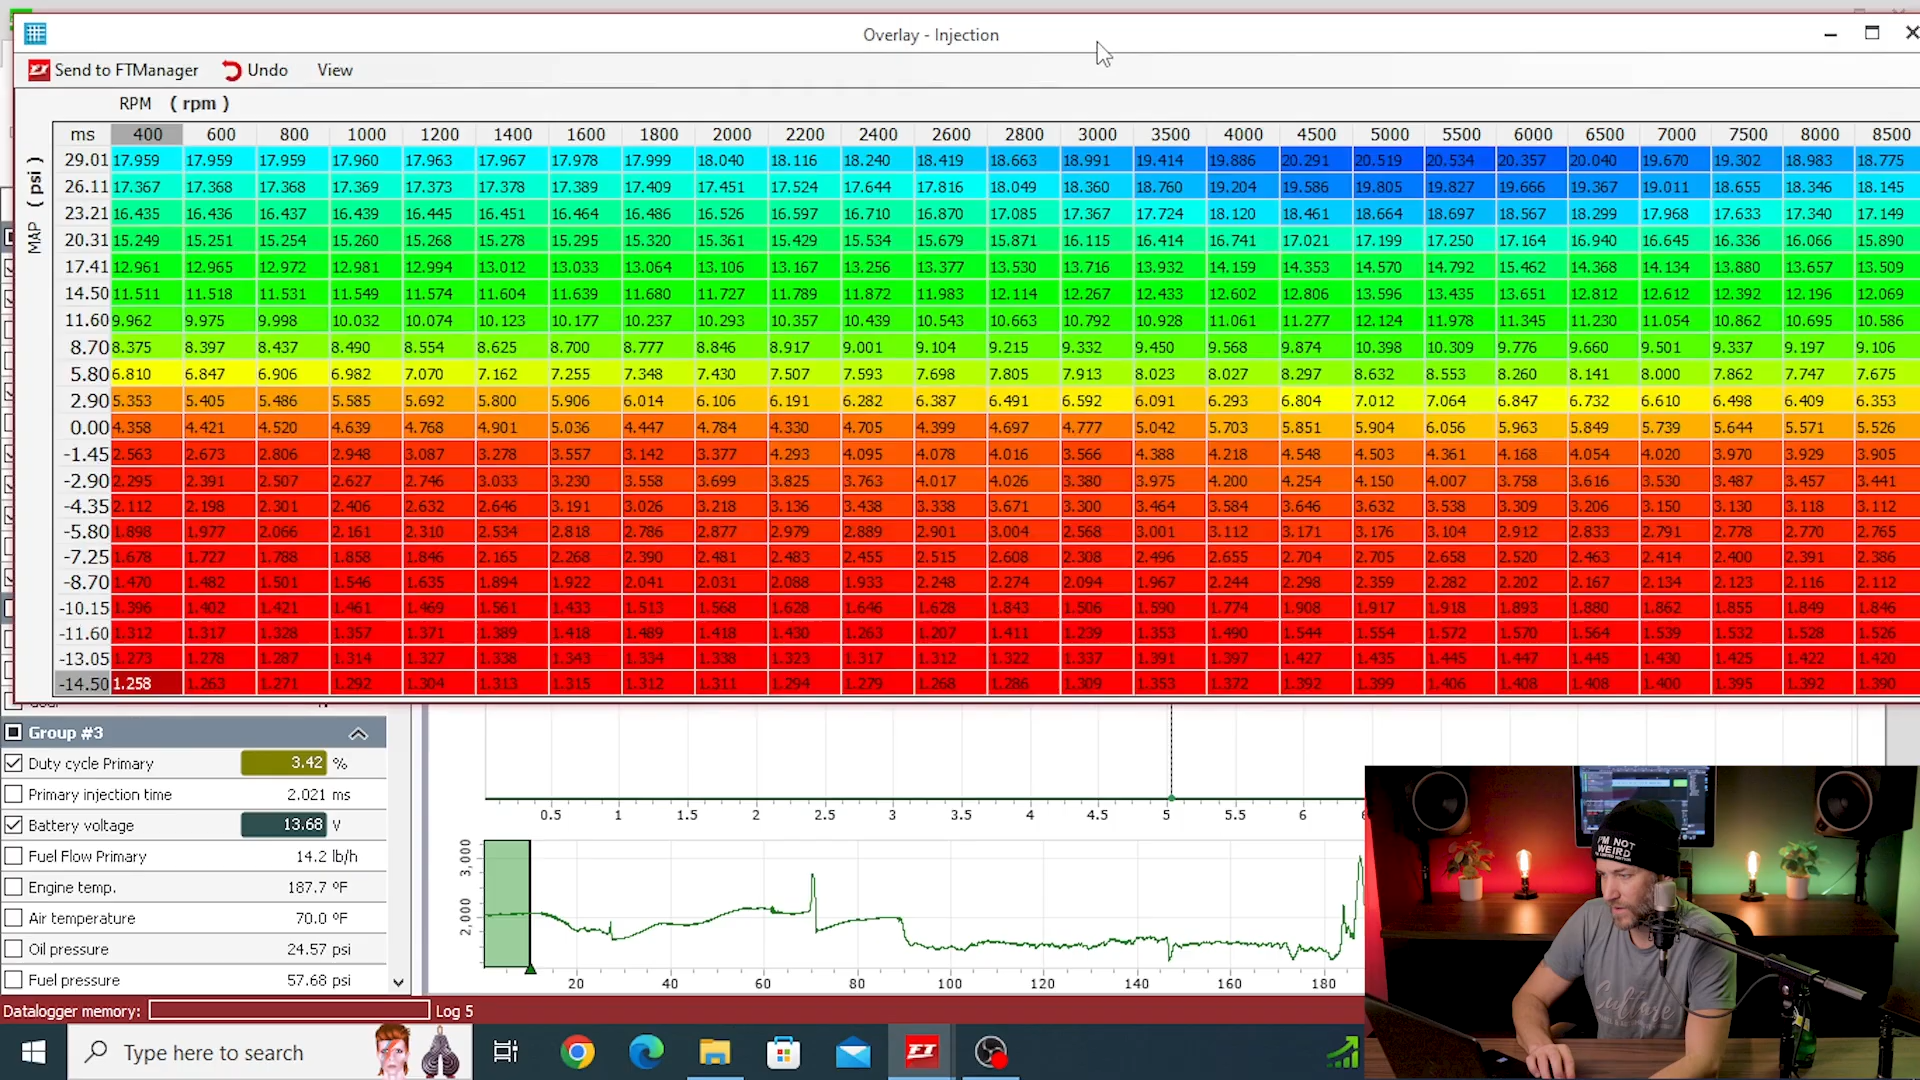 Overlay - Injection
Send to FTManager Undo View
RPM ( rpm )
MAP ( psi )
ms 400 600 800 1000 1200 1400 1600 1800 2000 2200 2400 2600 2800 3000 3500 4000 4500 5000 5500 6000 6500 7000 7500 8000 8500
29.01 17.959 17.959 17.959 17.960 17.963 17.967 17.978 17.999 18.040 18.116 18.240 18.419 18.663 18.991 19.414 19.886 20.291 20.519 20.534 20.357 20.040 19.670 19.302 18.983 18.775
26.11 17.367 17.368 17.368 17.369 17.373 17.378 17.389 17.409 17.451 17.524 17.644 17.816 18.049 18.360 18.760 19.204 19.586 19.805 19.827 19.666 19.367 19.011 18.655 18.346 18.145
23.21 16.435 16.436 16.437 16.439 16.445 16.451 16.464 16.486 16.526 16.597 16.710 16.870 17.085 17.367 17.724 18.120 18.461 18.664 18.697 18.567 18.299 17.968 17.633 17.340 17.149
20.31 15.249 15.251 15.254 15.260 15.268 15.278 15.295 15.320 15.361 15.429 15.534 15.679 15.871 16.115 16.414 16.741 17.021 17.199 17.250 17.164 16.940 16.645 16.336 16.066 15.890
17.41 12.961 12.965 12.972 12.981 12.994 13.012 13.033 13.064 13.106 13.167 13.256 13.377 13.530 13.716 13.932 14.159 14.353 14.570 14.792 15.462 14.368 14.134 13.880 13.657 13.509
14.50 11.511 11.518 11.531 11.549 11.574 11.604 11.639 11.680 11.727 11.789 11.872 11.983 12.114 12.267 12.433 12.602 12.806 13.596 13.435 13.651 12.812 12.612 12.392 12.196 12.069
11.60 9.962 9.975 9.998 10.032 10.074 10.123 10.177 10.237 10.293 10.357 10.439 10.543 10.663 10.792 10.928 11.061 11.277 12.124 11.978 11.345 11.230 11.054 10.862 10.695 10.586
8.70 8.375 8.397 8.437 8.490 8.554 8.625 8.700 8.777 8.846 8.917 9.001 9.104 9.215 9.332 9.450 9.568 9.874 10.398 10.309 9.776 9.660 9.501 9.337 9.197 9.106
5.80 6.810 6.847 6.906 6.982 7.070 7.162 7.255 7.348 7.430 7.507 7.593 7.698 7.805 7.913 8.023 8.027 8.297 8.632 8.553 8.260 8.141 8.000 7.862 7.747 7.675
2.90 5.353 5.405 5.486 5.585 5.692 5.800 5.906 6.014 6.106 6.191 6.282 6.387 6.491 6.592 6.091 6.293 6.804 7.012 7.064 6.847 6.732 6.610 6.498 6.409 6.353
0.00 4.358 4.421 4.520 4.639 4.768 4.901 5.036 4.447 4.784 4.330 4.705 4.399 4.697 4.777 5.042 5.703 5.851 5.904 6.056 5.963 5.849 5.739 5.644 5.571 5.526
-1.45 2.563 2.673 2.806 2.948 3.087 3.278 3.557 3.142 3.377 4.293 4.095 4.078 4.016 3.566 4.388 4.218 4.548 4.503 4.361 4.168 4.054 4.020 3.970 3.929 3.905
-2.90 2.295 2.391 2.507 2.627 2.746 3.033 3.230 3.558 3.699 3.825 3.763 4.017 4.026 3.380 3.975 4.200 4.254 4.150 4.007 3.758 3.616 3.530 3.487 3.457 3.441
-4.35 2.112 2.198 2.301 2.406 2.632 2.646 3.191 3.026 3.218 3.136 3.438 3.338 3.671 3.300 3.464 3.584 3.646 3.632 3.538 3.309 3.206 3.150 3.130 3.118 3.112
-5.80 1.898 1.977 2.066 2.161 2.310 2.534 2.818 2.786 2.877 2.979 2.889 2.901 3.004 2.568 3.001 3.112 3.171 3.176 3.104 2.912 2.833 2.791 2.778 2.770 2.765
-7.25 1.678 1.727 1.788 1.858 1.846 2.165 2.268 2.390 2.481 2.483 2.455 2.515 2.608 2.308 2.496 2.655 2.704 2.705 2.658 2.520 2.463 2.414 2.400 2.391 2.386
-8.70 1.470 1.482 1.501 1.546 1.635 1.894 1.922 2.041 2.031 2.088 1.933 2.248 2.274 2.094 1.967 2.244 2.298 2.359 2.282 2.202 2.167 2.134 2.123 2.116 2.112
-10.15 1.396 1.402 1.421 1.461 1.469 1.561 1.433 1.513 1.568 1.628 1.646 1.628 1.843 1.506 1.590 1.774 1.908 1.917 1.918 1.893 1.880 1.862 1.855 1.849 1.846
-11.60 1.312 1.317 1.328 1.357 1.371 1.389 1.418 1.489 1.418 1.430 1.263 1.207 1.411 1.239 1.353 1.490 1.544 1.554 1.572 1.570 1.564 1.539 1.532 1.528 1.526
-13.05 1.273 1.278 1.287 1.314 1.327 1.338 1.343 1.334 1.338 1.323 1.317 1.312 1.322 1.337 1.391 1.397 1.427 1.435 1.445 1.447 1.445 1.430 1.425 1.422 1.420
-14.50 1.258 1.263 1.271 1.292 1.304 1.313 1.315 1.312 1.311 1.294 1.279 1.268 1.286 1.309 1.353 1.372 1.392 1.399 1.406 1.408 1.408 1.400 1.395 1.392 1.390
Group #3
Duty cycle Primary 3.42 %
Primary injection time 2.021 ms
Battery voltage 13.68 V
Fuel Flow Primary 14.2 lb/h
Engine temp. 187.7 ºF
Air temperature 70.0 ºF
Oil pressure 24.57 psi
Fuel pressure 57.68 psi
0.5 1 1.5 2 2.5 3 3.5 4 4.5 5 5.5 6
3,000
2,000
20 40 60 80 100 120 140 160 180
I'M NOT
WEIRD
Culture
Datalogger memory: Log 5
Type here to search
FT